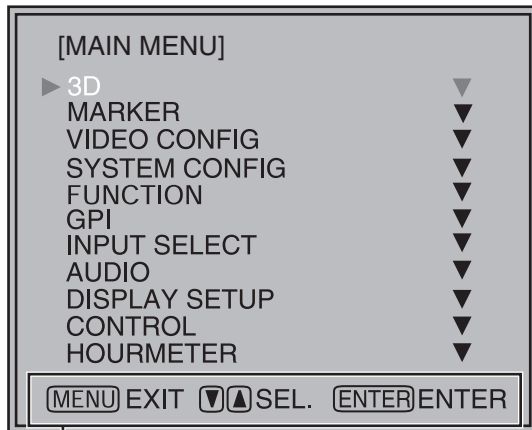 [MAIN MENU]
▶ 3D ▼
MARKER ▼
VIDEO CONFIG ▼
SYSTEM CONFIG ▼
FUNCTION ▼
GPI ▼
INPUT SELECT ▼
AUDIO ▼
DISPLAY SETUP ▼
CONTROL ▼
HOURMETER ▼
MENU EXIT ▼▲ SEL. ENTER ENTER